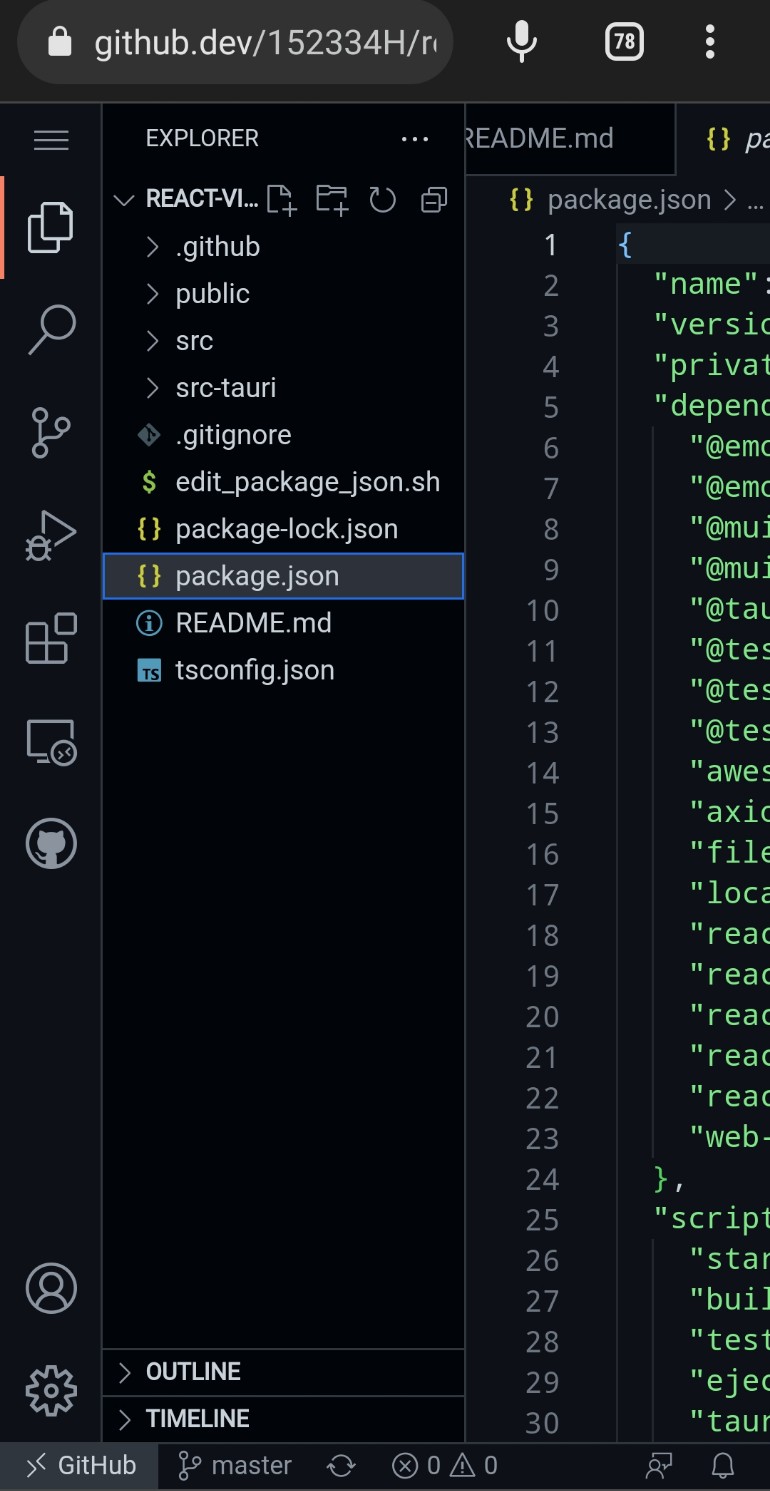 github.dev/152334H/r
78
EXPLORER
README.md
{} pa
REACT-VI...
{} package.json > ...
.github
public
src
src-tauri
.gitignore
$ edit_package_json.sh
{} package-lock.json
{} package.json
README.md
TS tsconfig.json
1 {
2 "name":
3 "versio
4 "privat
5 "depend
6 "@emo
7 "@emo
8 "@mui
9 "@mui
10 "@tau
11 "@tes
12 "@tes
13 "@tes
14 "awes
15 "axio
16 "file
17 "loca
18 "reac
19 "reac
20 "reac
21 "reac
22 "reac
23 "web-
24 },
25 "script
26 "star
27 "buil
28 "test
29 "ejec
30 "taur
OUTLINE
TIMELINE
GitHub master 0 0